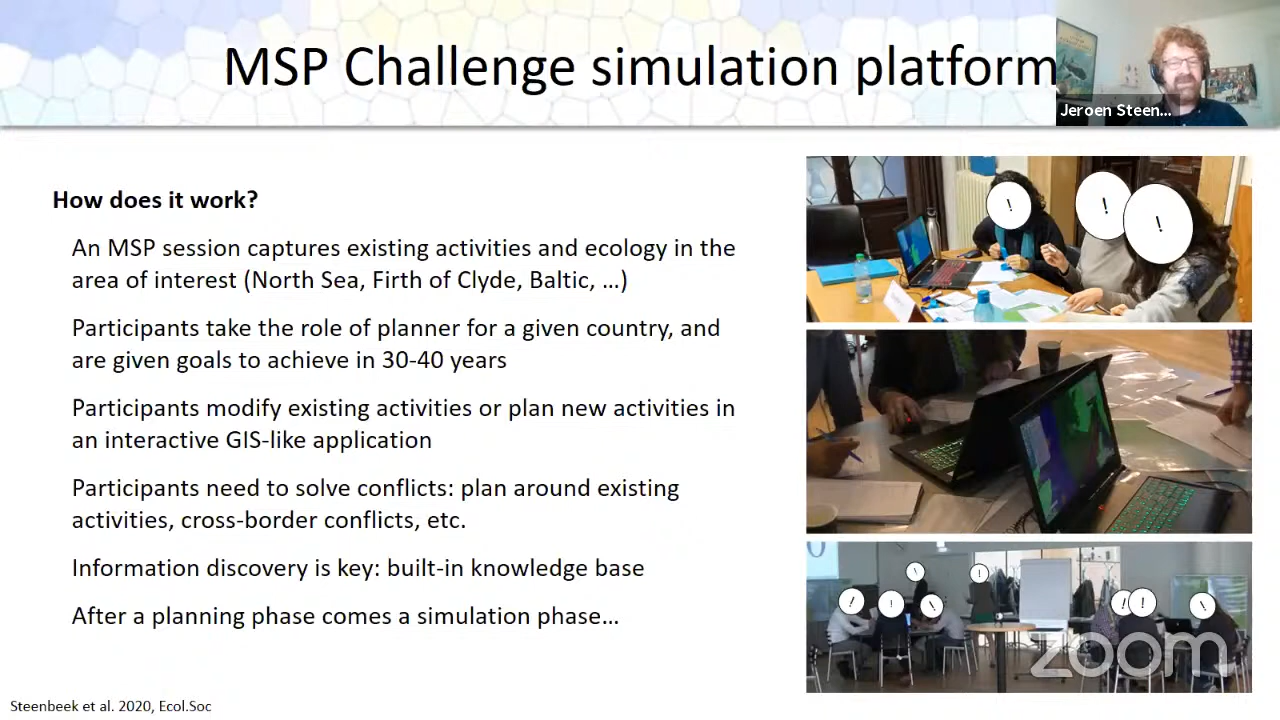 MSP Challenge simulation platform
Jeroen Steen...
How does it work?
An MSP session captures existing activities and ecology in the
area of interest (North Sea, Firth of Clyde, Baltic, ...)
Participants take the role of planner for a given country, and
are given goals to achieve in 30-40 years
Participants modify existing activities or plan new activities in
an interactive GIS-like application
Participants need to solve conflicts: plan around existing
activities, cross-border conflicts, etc.
Information discovery is key: built-in knowledge base
After a planning phase comes a simulation phase...
!
!
!
!
!
!
!
!
!
!
!
zoom
Steenbeek et al. 2020, Ecol.Soc